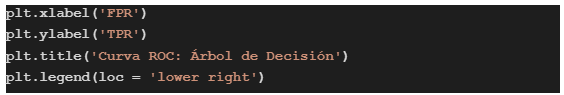 plt.xlabel('FPR')
plt.ylabel('TPR')
plt.title('Curva ROC: Árbol de Decisión')
plt.legend(loc = 'lower right')